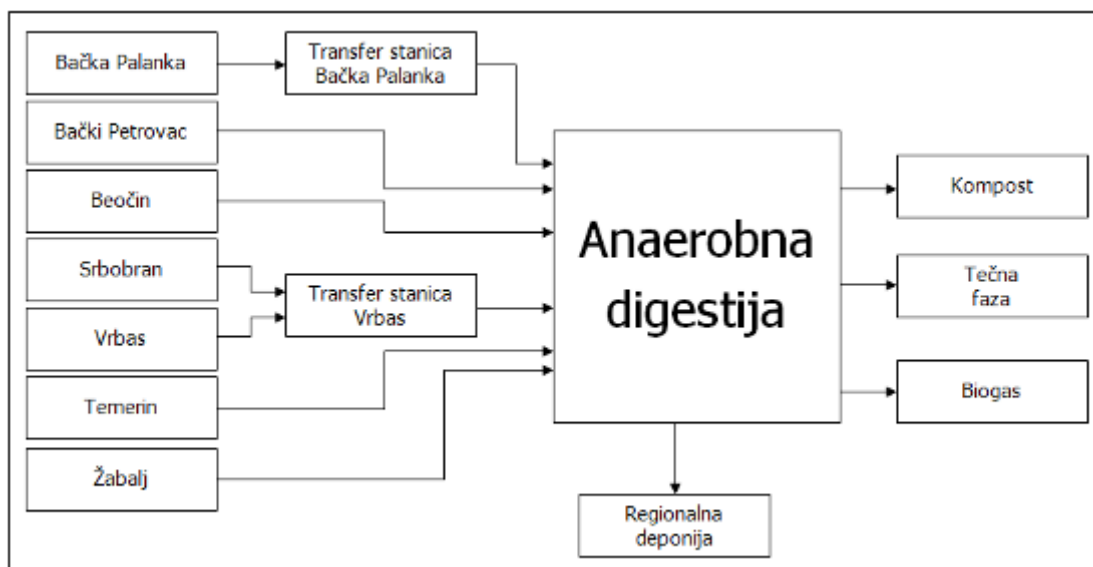 Bačka Palanka
Transfer stanica
Bačka Palanka
Bački Petrovac
Beočin
Srbobran
Transfer stanica
Vrbas
Vrbas
Temerin
Žabalj
Anaerobna
digestija
Kompost
Tečna
faza
Biogas
Regionalna
deponija